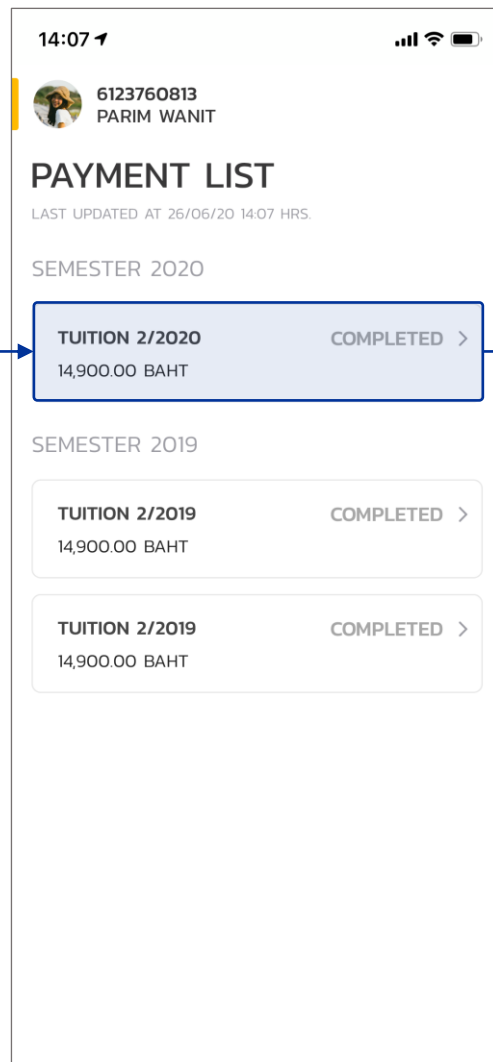 14:07
6123760813
PARIM WANIT
PAYMENT LIST
LAST UPDATED AT 26/06/20 14:07 HRS.
SEMESTER 2020
TUITION 2/2020 COMPLETED >
14,900.00 BAHT
SEMESTER 2019
TUITION 2/2019 COMPLETED >
14,900.00 BAHT
TUITION 2/2019 COMPLETED >
14,900.00 BAHT